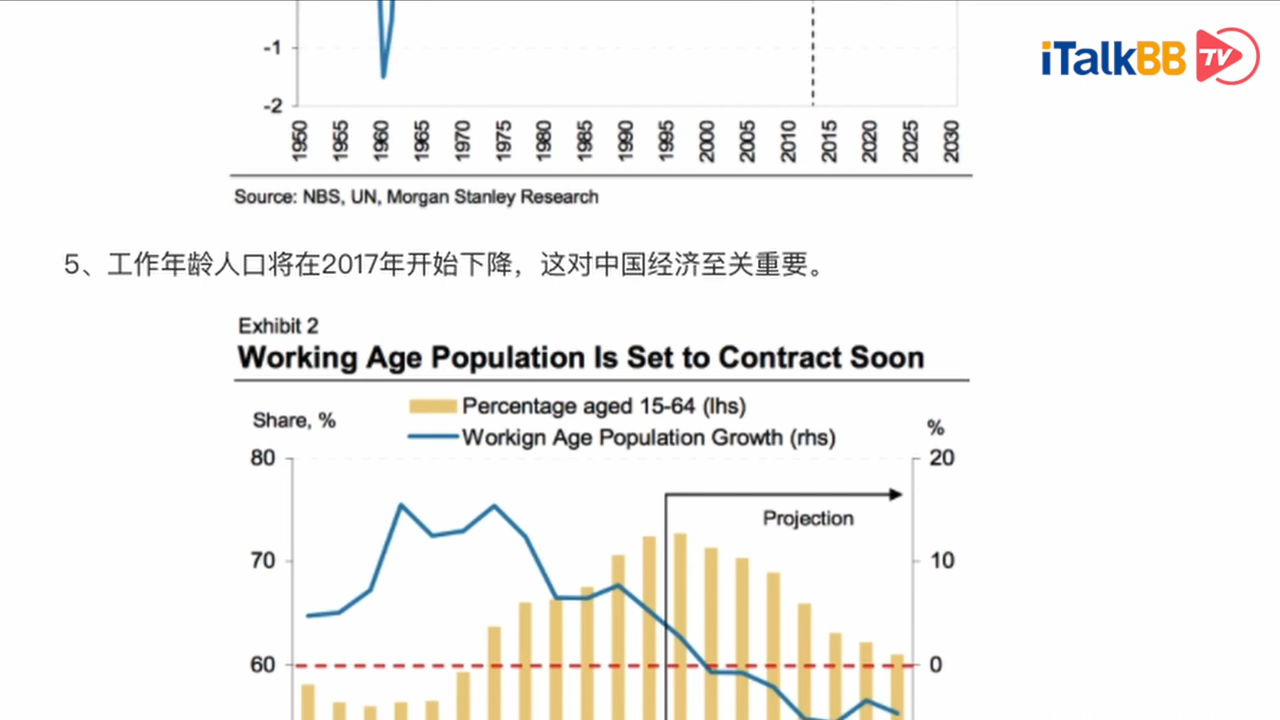 iTalkBB TV
-1
-2
1950 1955 1960 1965 1970 1975 1980 1985 1990 1995 2000 2005 2010 2015 2020 2025 2030
Source: NBS, UN, Morgan Stanley Research
5、工作年龄人口将在2017年开始下降，这对中国经济至关重要。
Exhibit 2
Working Age Population Is Set to Contract Soon
Share, %
Percentage aged 15-64 (lhs)
Workign Age Population Growth (rhs)
%
80
20
Projection
70
10
60
0